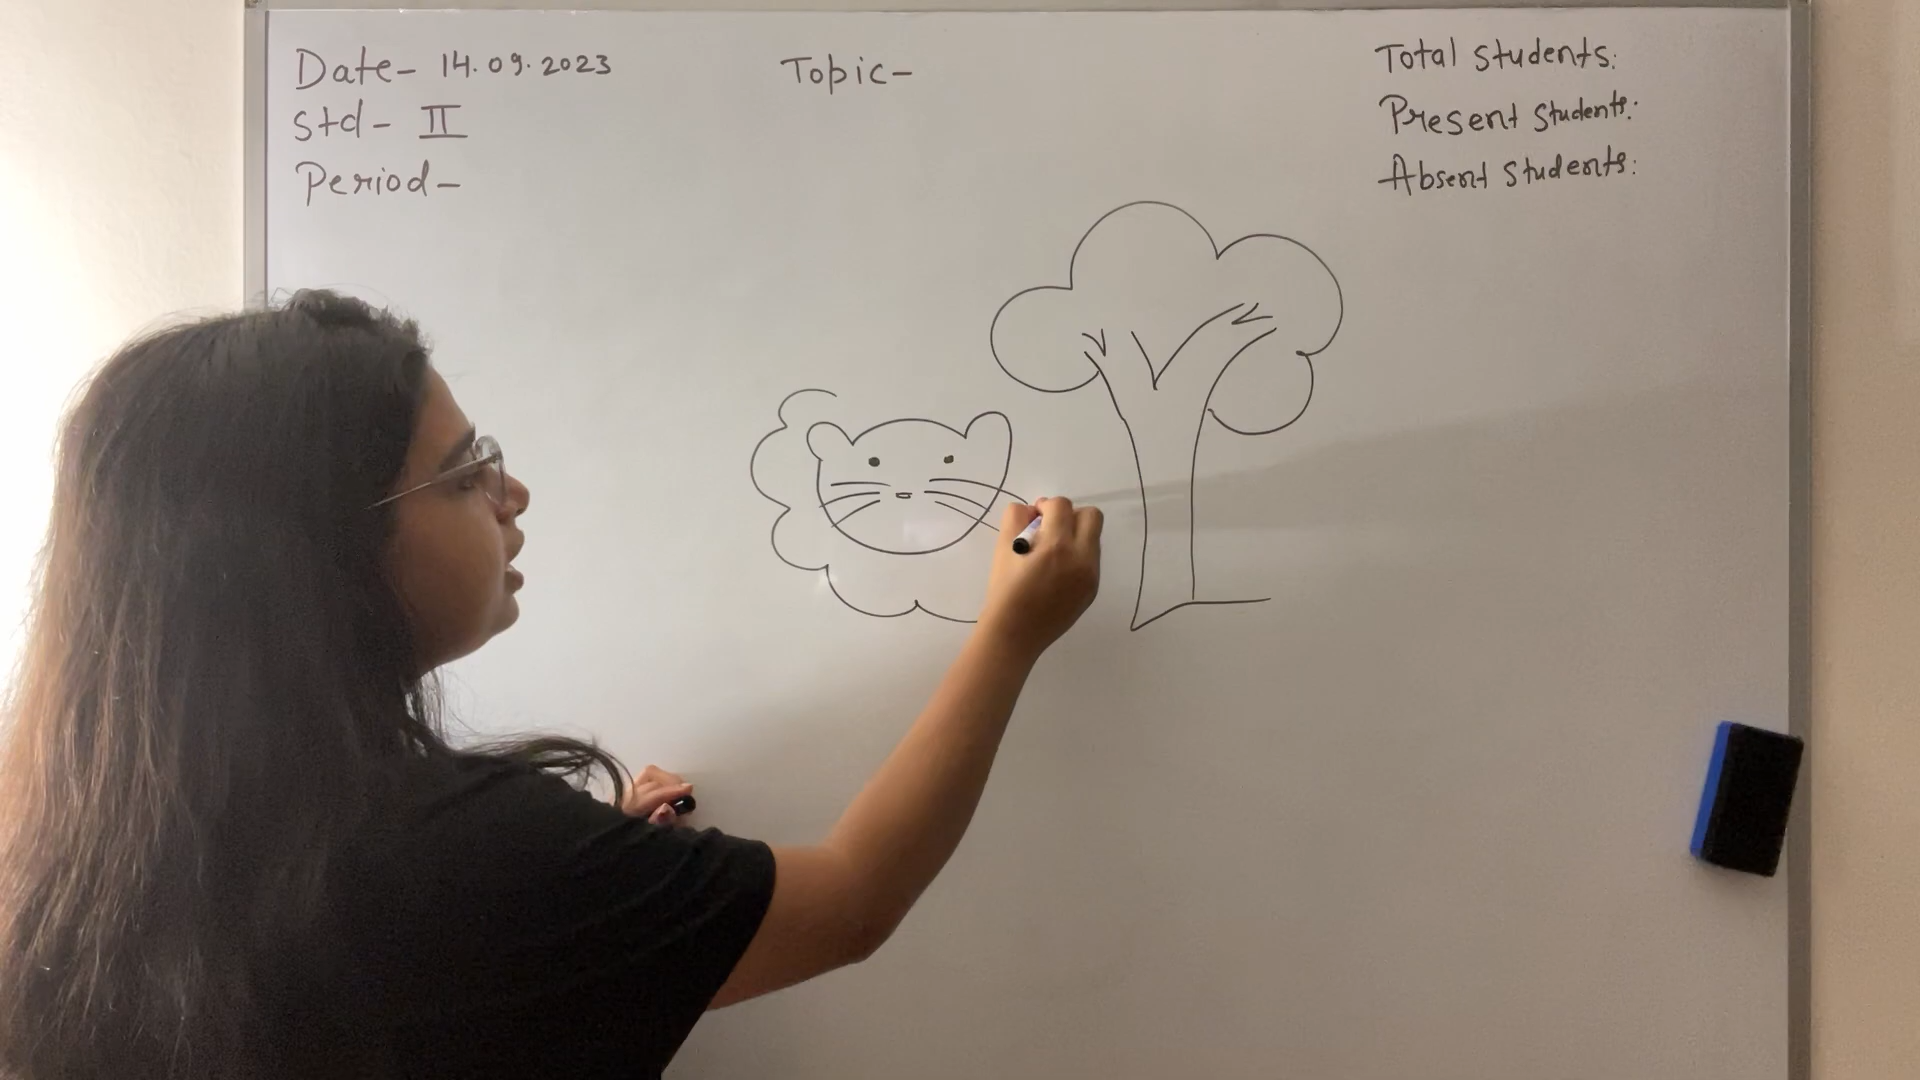 Date- 14.09.2023
Std- II
Period-
Topic-
Total Students:
Present Students:
Absent Students: